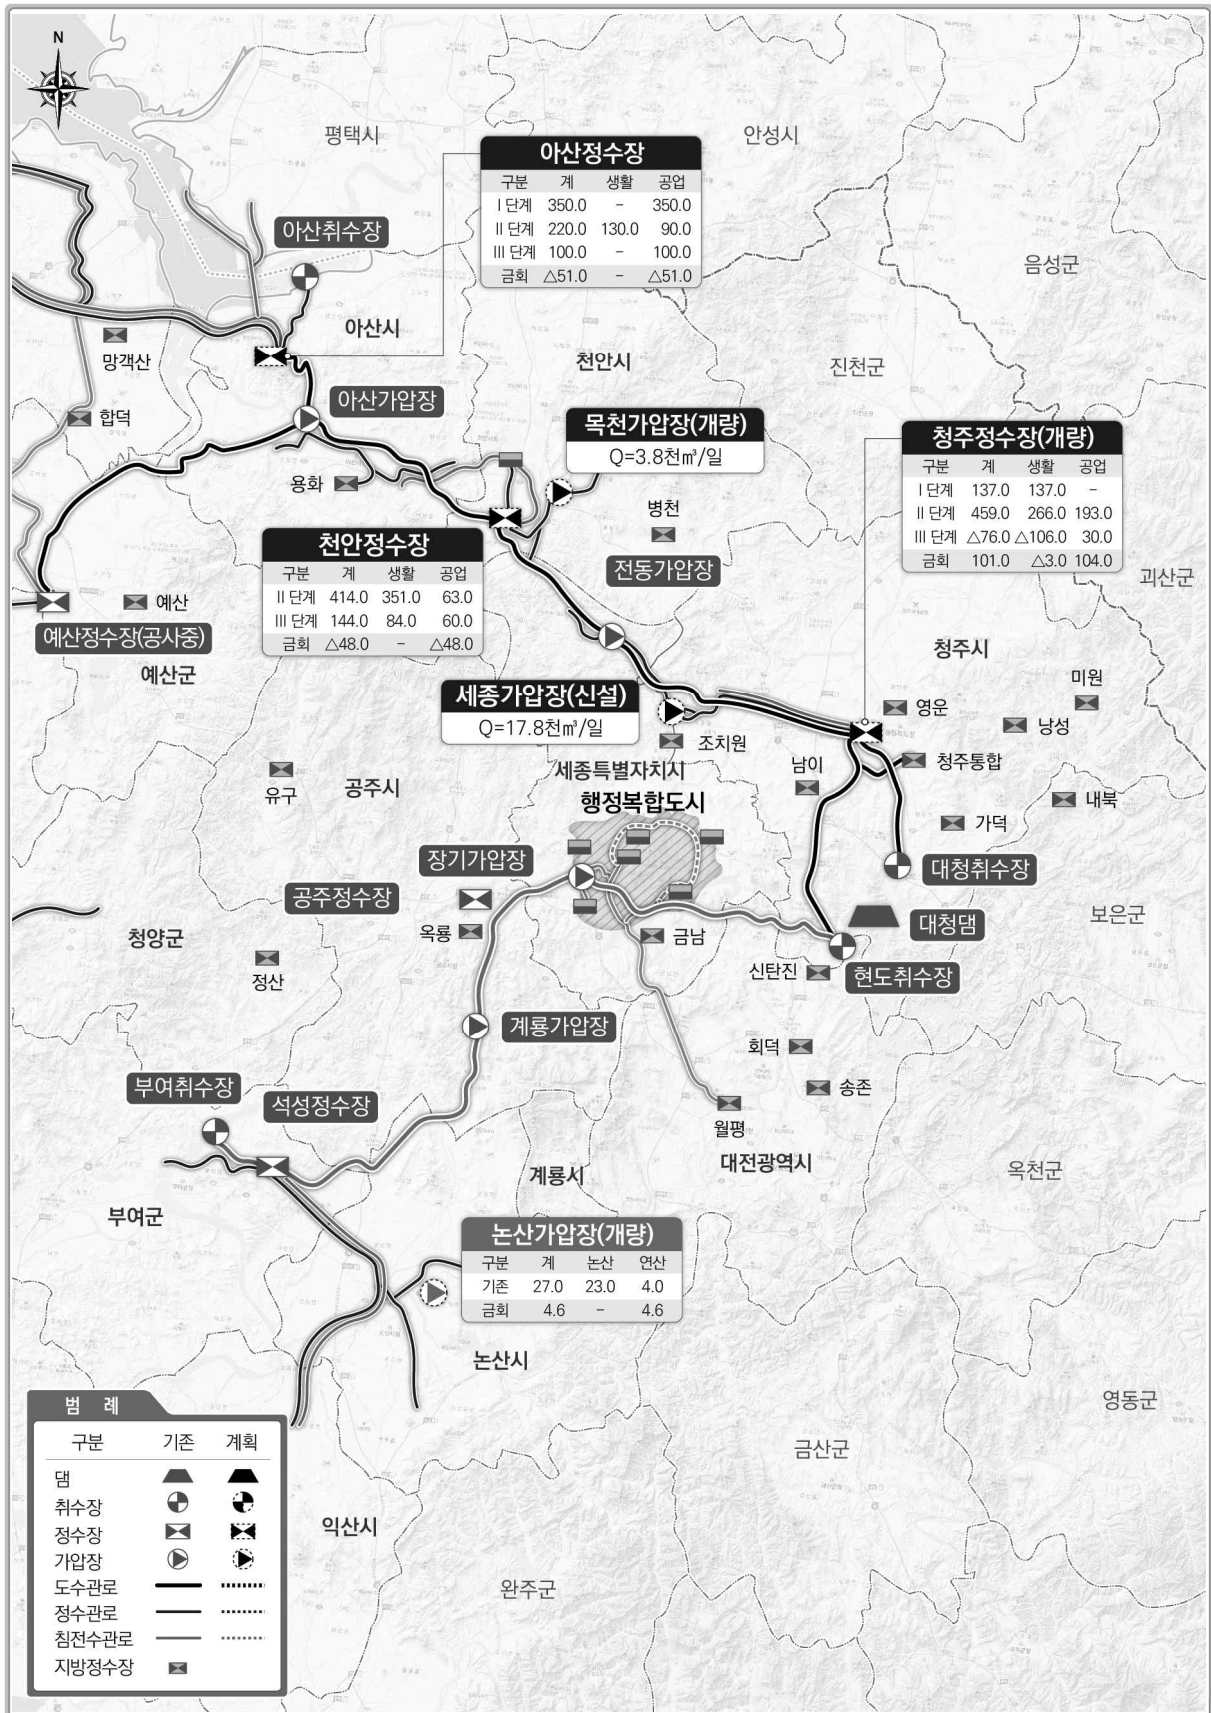 N
평택시
안성시
아산정수장
구분 계 생활 공업
Ⅰ단계 350.0 - 350.0
Ⅱ단계 220.0 130.0 90.0
Ⅲ단계 100.0 - 100.0
금회 △51.0 - △51.0
아산취수장
음성군
아산시
망객산
천안시
진천군
아산가압장
합덕
목천가압장(개량)
Q=3.8천㎥/일
청주정수장(개량)
구분 계 생활 공업
Ⅰ단계 137.0 137.0 -
Ⅱ단계 459.0 266.0 193.0
Ⅲ단계 △76.0 △106.0 30.0
금회 101.0 △3.0 104.0
용화
병천
천안정수장
구분 계 생활 공업
Ⅱ단계 414.0 351.0 63.0
Ⅲ단계 144.0 84.0 60.0
금회 △48.0 - △48.0
전동가압장
괴산군
예산
예산정수장(공사중)
예산군
청주시
미원
세종가압장(신설)
Q=17.8천㎥/일
영운
낭성
조치원
청주통합
세종특별자치시
남이
유구
공주시
행정복합도시
내북
가덕
장기가압장
대청취수장
공주정수장
대청댐
보은군
옥룡
금남
청양군
정산
신탄진
현도취수장
계룡가압장
회덕
부여취수장
석성정수장
송존
월평
대전광역시
계룡시
옥천군
부여군
논산가압장(개량)
구분 계 논산 연산
기존 27.0 23.0 4.0
금회 4.6 - 4.6
논산시
영동군
금산군
익산시
완주군
범 례
구분 기존 계획
댐
취수장
정수장
가압장
도수관로
정수관로
침전수관로
지방정수장